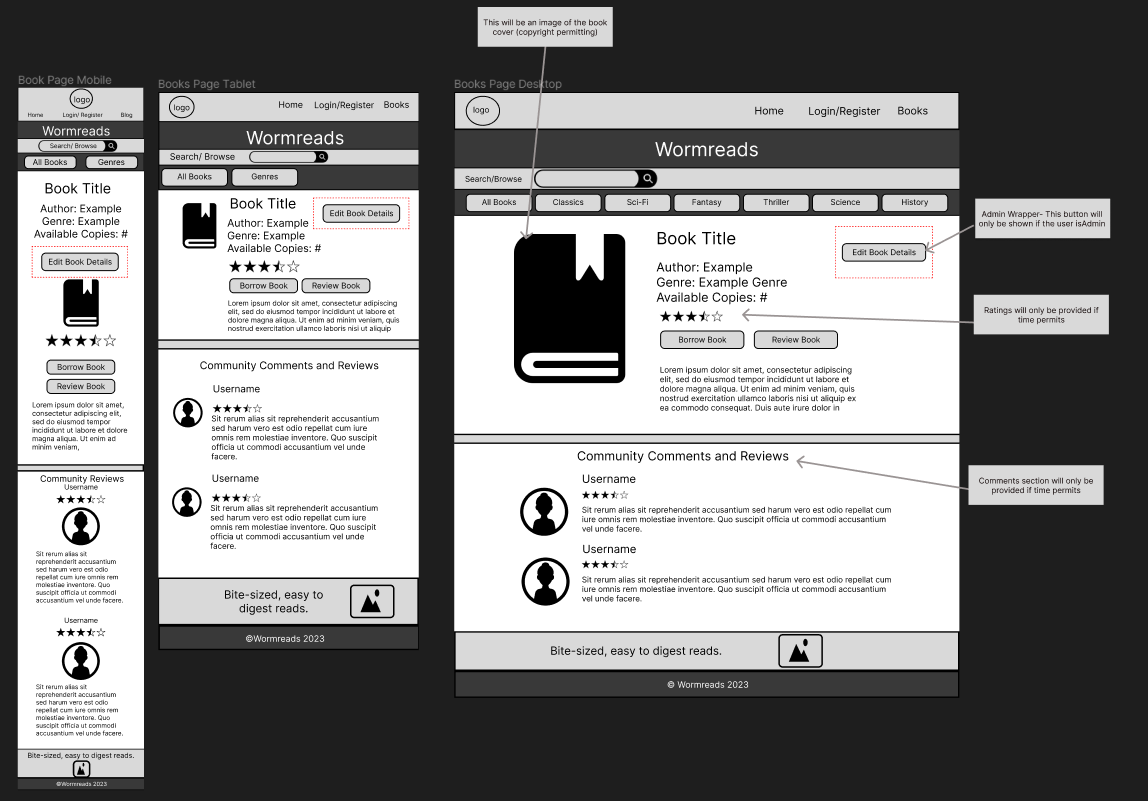 This will be an image of the book
cover (copyright permitting)
Book Page Mobile
logo
Home Login/ Register Blog
Wormreads
Search/ Browse
All Books Genres
Book Title
Author: Example
Genre: Example
Available Copies: #
Edit Book Details
Borrow Book
Review Book
Lorem ipsum dolor sit amet,
consectetur adipiscing elit,
sed do eiusmod tempor
incididunt ut labore et dolore
magna aliqua. Ut enim ad
minim veniam,
Community Reviews
Username
Sit rerum alias sit
reprehenderit accusantium
sed harum vero est odio
repellat cum iure omnis rem
molestiae inventore. Quo
suscipit officia ut commodi
accusantium vel unde facere.
Username
Sit rerum alias sit
reprehenderit accusantium
sed harum vero est odio
repellat cum iure omnis rem
molestiae inventore. Quo
suscipit officia ut commodi
accusantium vel unde facere.
Bite-sized, easy to digest reads.
©Wormreads 2023
Books Page Tablet
logo
Home Login/Register Books
Wormreads
Search/ Browse
All Books Genres
Book Title
Author: Example
Genre: Example
Available Copies: #
Edit Book Details
Borrow Book Review Book
Lorem ipsum dolor sit amet, consectetur adipiscing
elit, sed do eiusmod tempor incididunt ut labore et
dolore magna aliqua. Ut enim ad minim veniam, quis
nostrud exercitation ullamco laboris nisi ut aliquip
Community Comments and Reviews
Username
Sit rerum alias sit reprehenderit accusantium
sed harum vero est odio repellat cum iure
omnis rem molestiae inventore. Quo suscipit
officia ut commodi accusantium vel unde
facere.
Username
Sit rerum alias sit reprehenderit accusantium
sed harum vero est odio repellat cum iure
omnis rem molestiae inventore. Quo suscipit
officia ut commodi accusantium vel unde
facere.
Bite-sized, easy to
digest reads.
©Wormreads 2023
Books Page Desktop
logo
Home Login/Register Books
Wormreads
Search/Browse
All Books Classics Sci-Fi Fantasy Thriller Science History
Book Title
Author: Example
Genre: Example Genre
Available Copies: #
Edit Book Details
Borrow Book Review Book
Lorem ipsum dolor sit amet, consectetur adipiscing
elit, sed do eiusmod tempor incididunt ut labore et
dolore magna aliqua. Ut enim ad minim veniam, quis
nostrud exercitation ullamco laboris nisi ut aliquip ex
ea commodo consequat. Duis aute irure dolor in
Community Comments and Reviews
Username
Sit rerum alias sit reprehenderit accusantium sed harum vero est odio repellat cum
iure omnis rem molestiae inventore. Quo suscipit officia ut commodi accusantium
vel unde facere.
Username
Sit rerum alias sit reprehenderit accusantium sed harum vero est odio repellat cum
iure omnis rem molestiae inventore. Quo suscipit officia ut commodi accusantium
vel unde facere.
Bite-sized, easy to digest reads.
© Wormreads 2023
Admin Wrapper- This button will
only be shown if the user isAdmin
Ratings will only be provided if
time permits
Comments section will only be
provided if time permits